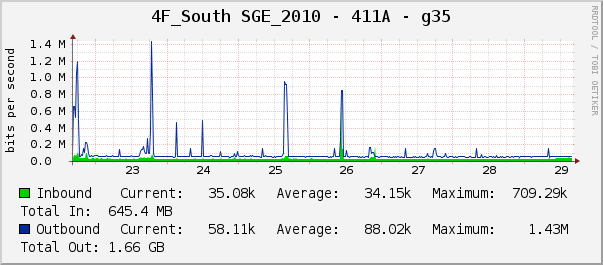 4F_South SGE_2010 - 411A - g35
RRDTOOL / TOBI OETIKER
bits per second
1.4 M
1.2 M
1.0 M
0.8 M
0.6 M
0.4 M
0.2 M
0.0
23 24 25 26 27 28 29
Inbound Current: 35.08k Average: 34.15k Maximum: 709.29k
Total In: 645.4 MB
Outbound Current: 58.11k Average: 88.02k Maximum: 1.43M
Total Out: 1.66 GB